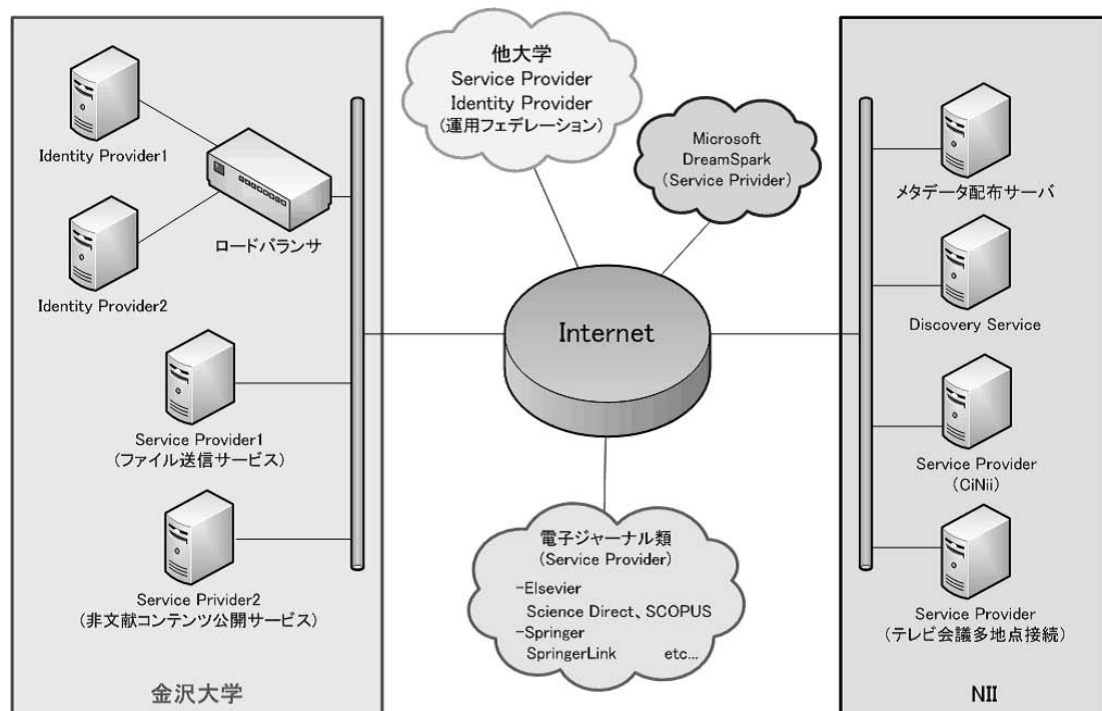 Identity Provider1
ロードバランサ
Identity Provider2
Service Provider1
(ファイル送信サービス)
Service Privider2
(非文献コンテンツ公開サービス)
金沢大学
他大学
Service Provider
Identity Provider
(運用フェデレーション)
Microsoft
DreamSpark
(Service Privider)
Internet
電子ジャーナル類
(Service Provider)
-Elsevier
Science Direct、SCOPUS
-Springer
SpringerLink etc...
メタデータ配布サーバ
Discovery Service
Service Provider
(CiNii)
Service Provider
(テレビ会議多地点接続)
NII